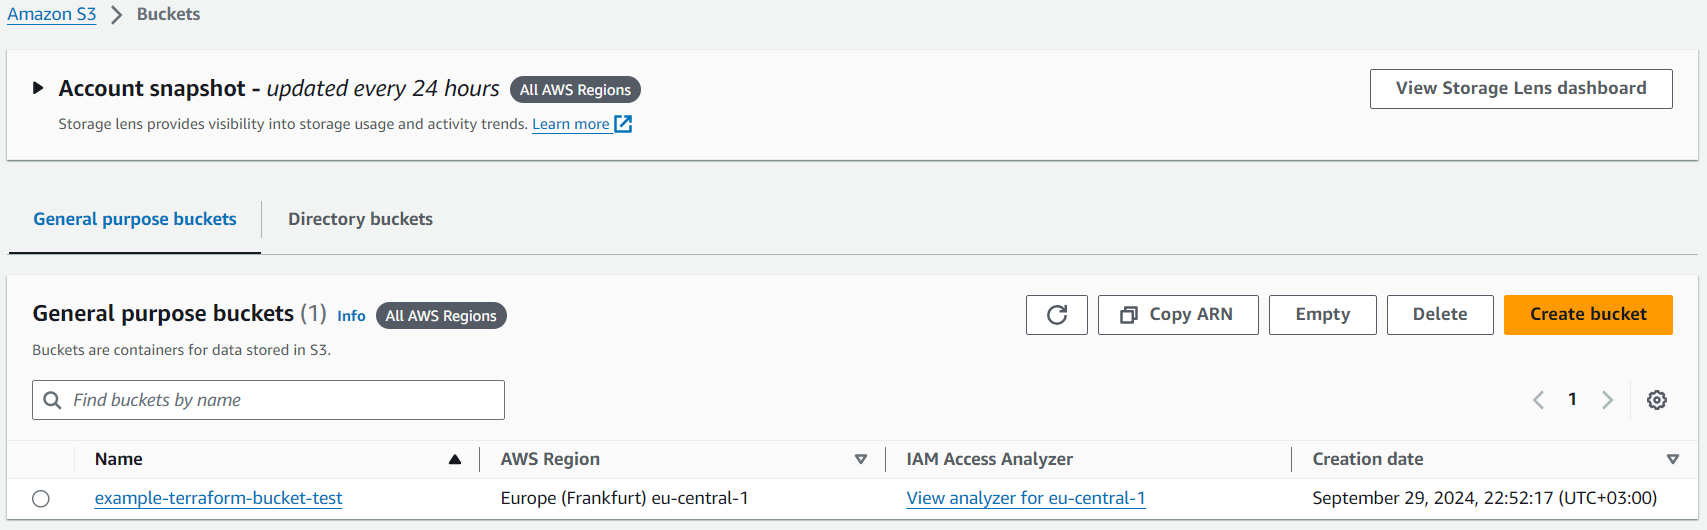 Amazon S3 > Buckets
Account snapshot - updated every 24 hours All AWS Regions View Storage Lens dashboard
Storage lens provides visibility into storage usage and activity trends. Learn more
General purpose buckets Directory buckets
General purpose buckets (1) Info All AWS Regions Copy ARN Empty Delete Create bucket
Buckets are containers for data stored in S3.
Find buckets by name 1
Name AWS Region IAM Access Analyzer Creation date
example-terraform-bucket-test Europe (Frankfurt) eu-central-1 View analyzer for eu-central-1 September 29, 2024, 22:52:17 (UTC+03:00)